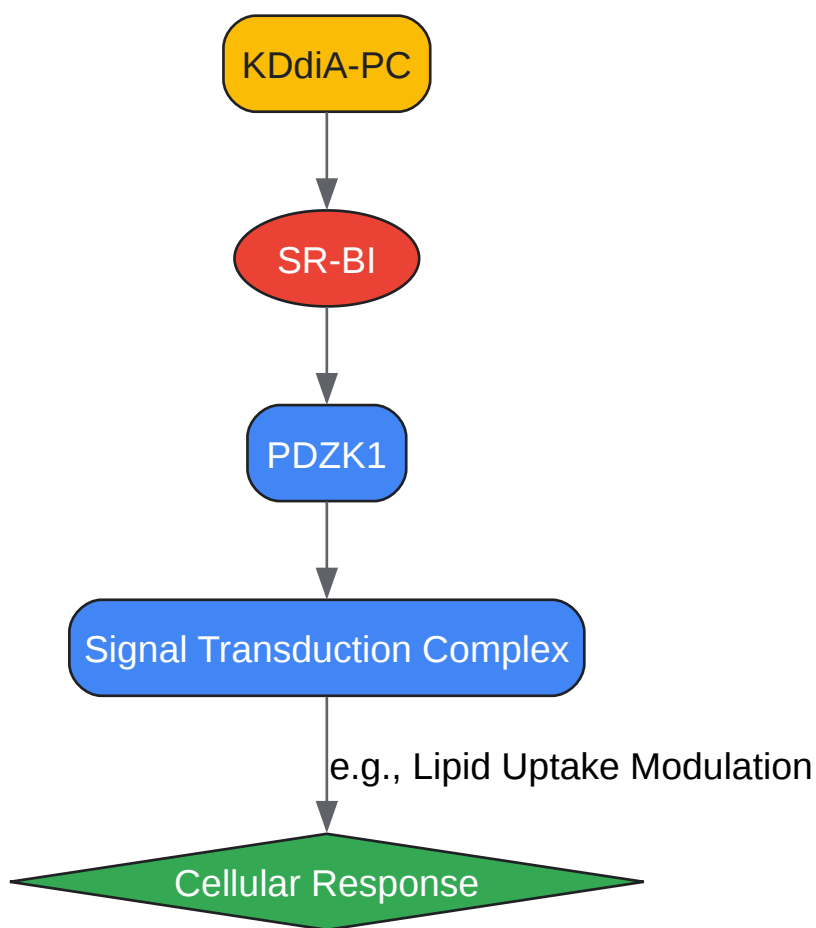 KDdiA-PC
SR-BI
PDZK1
Signal Transduction Complex
e.g., Lipid Uptake Modulation
Cellular Response